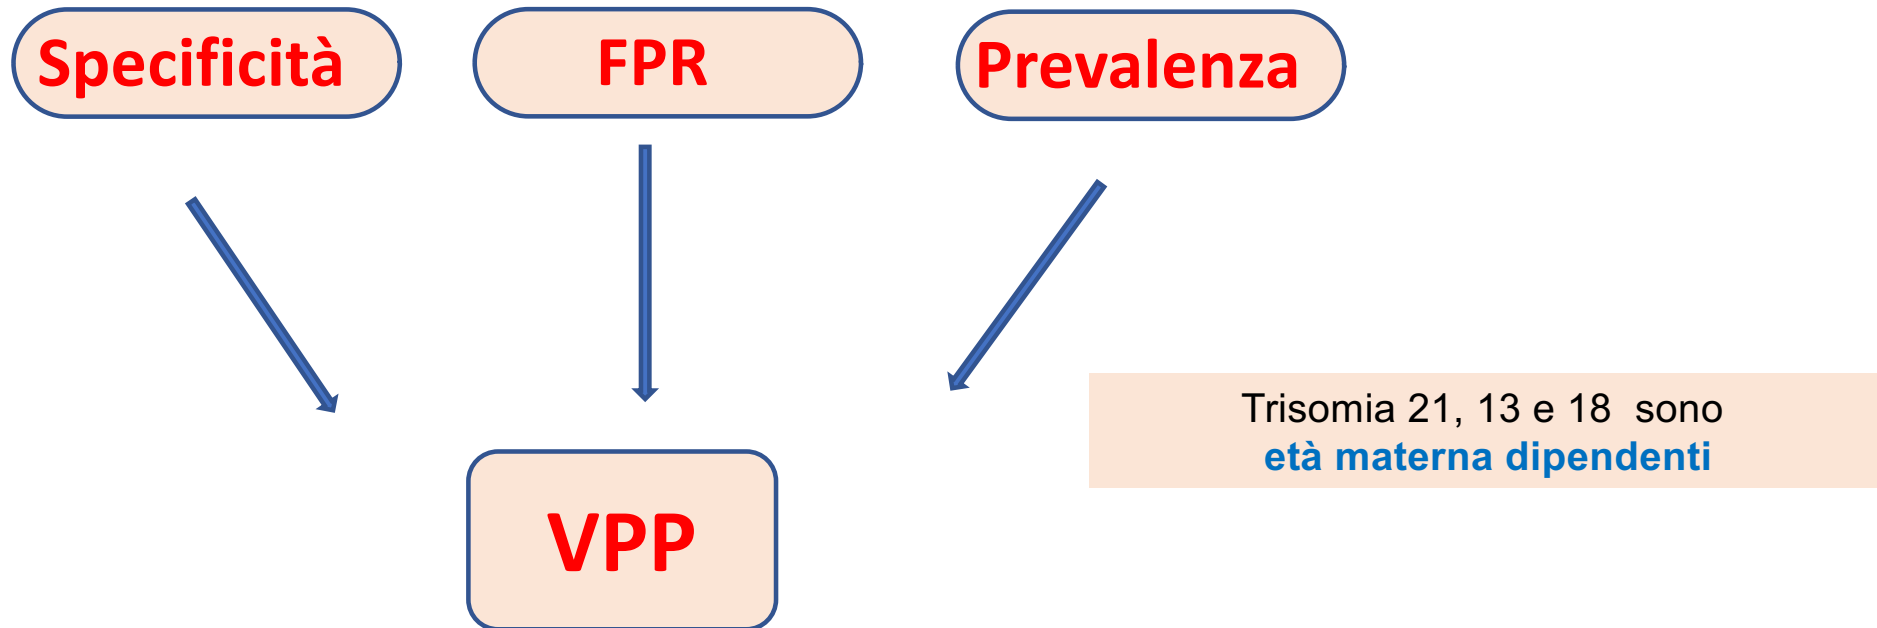 Specificità
FPR
Prevalenza
Trisomia 21, 13 e 18 sono
età materna dipendenti
VPP